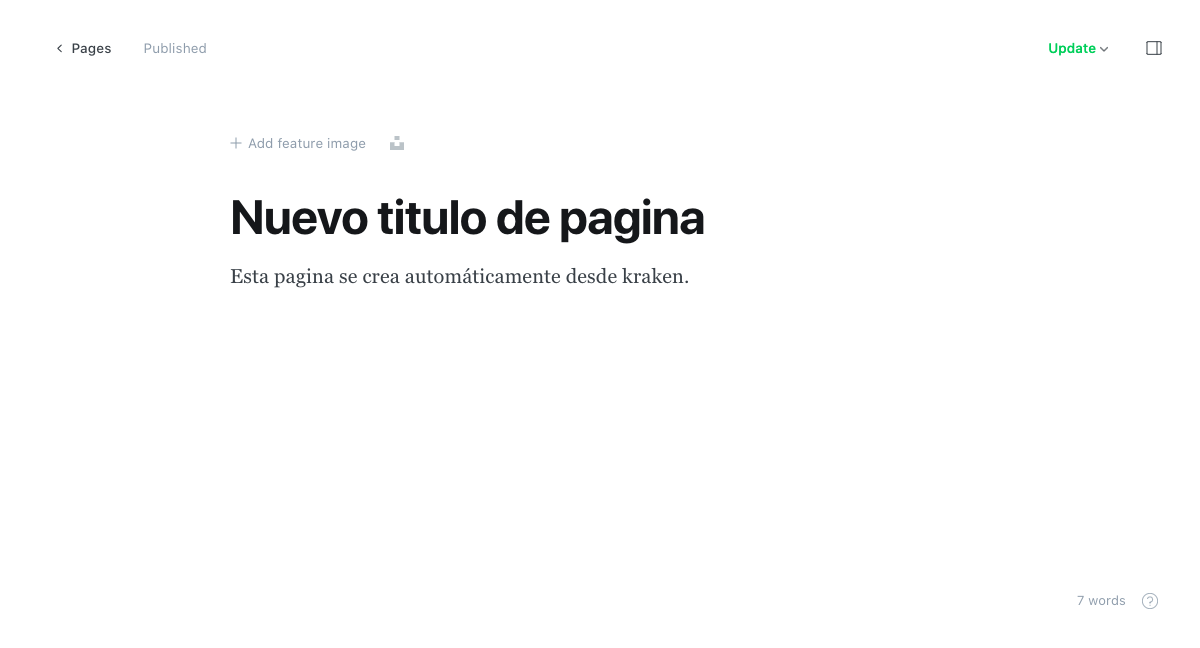 Pages
Published
Update
Add feature image
Nuevo titulo de pagina
Esta pagina se crea automáticamente desde kraken.
7 words
?